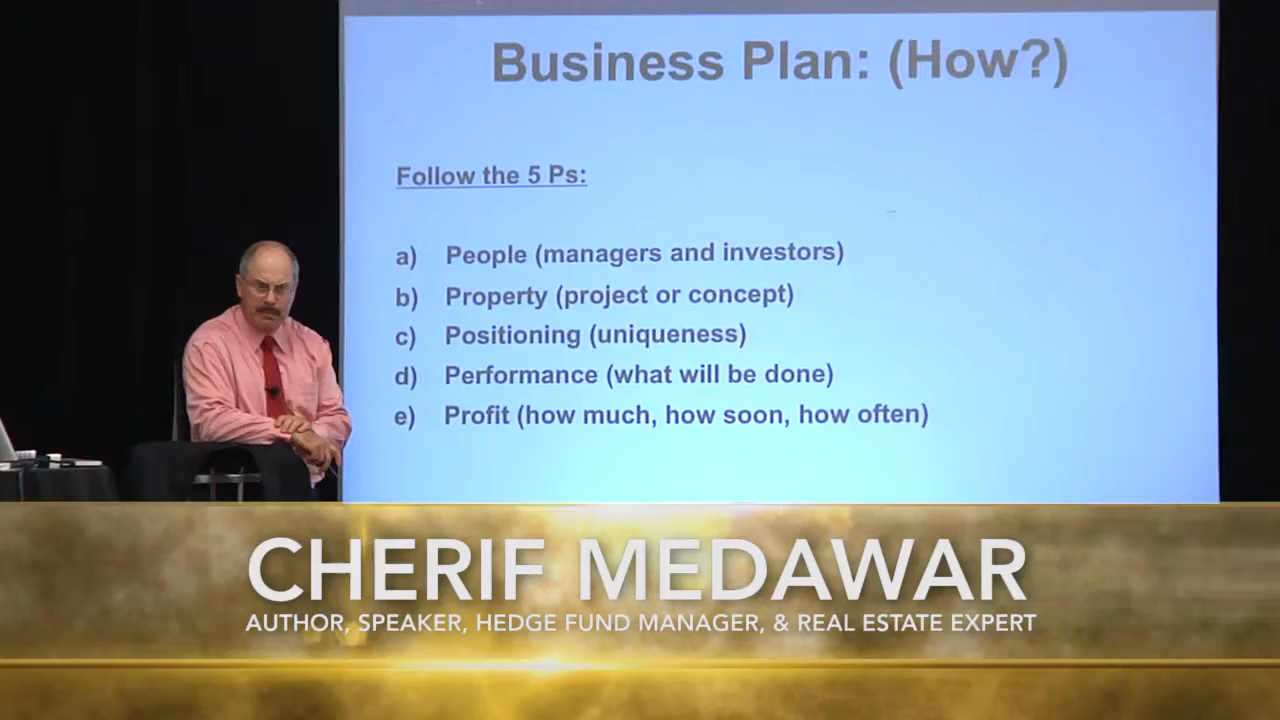 Business Plan: (How?)
Follow the 5 Ps:
a) People (managers and investors)
b) Property (project or concept)
c) Positioning (uniqueness)
d) Performance (what will be done)
e) Profit (how much, how soon, how often)
CHERIF MEDAWAR
AUTHOR, SPEAKER, HEDGE FUND MANAGER, & REAL ESTATE EXPERT